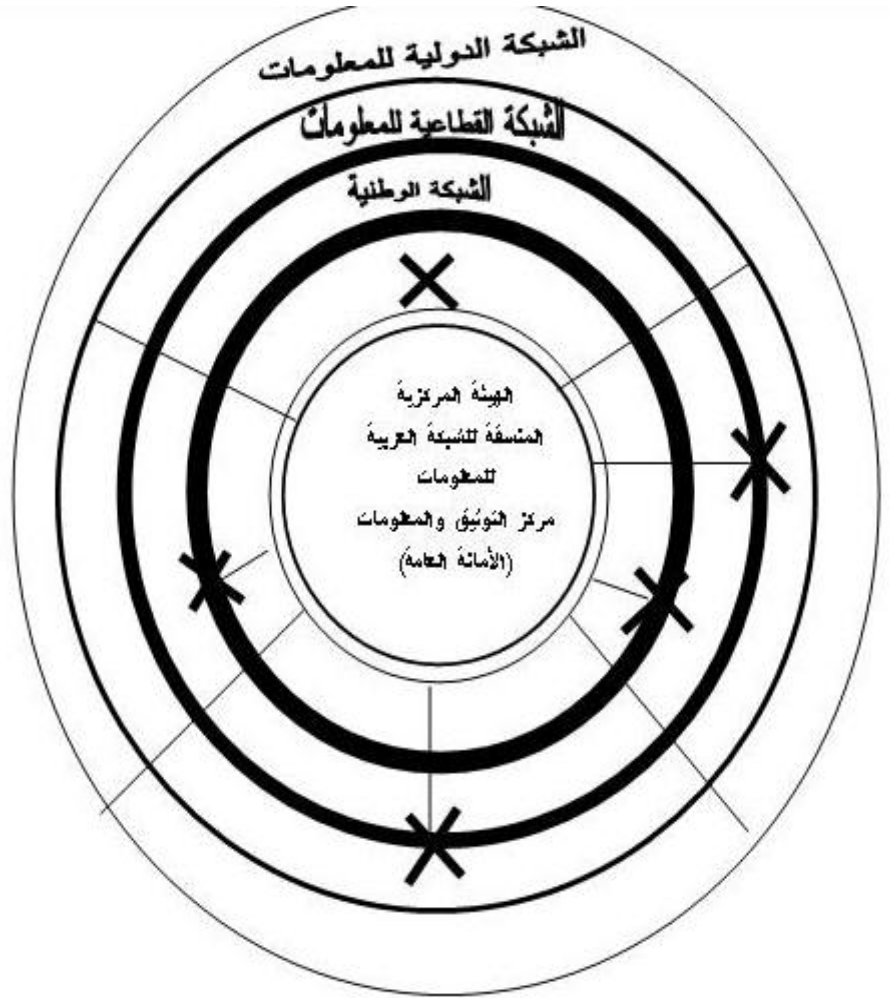 الشبكة الدولية للمعلومات
الشبكة القطاعية للمعلومات
الشبكة الوطنية
الهيئة المركزية
المنسقة للشبكة العربية
للمعلومات
مركز التوثيق والمعلومات
(الأمانة العامة)